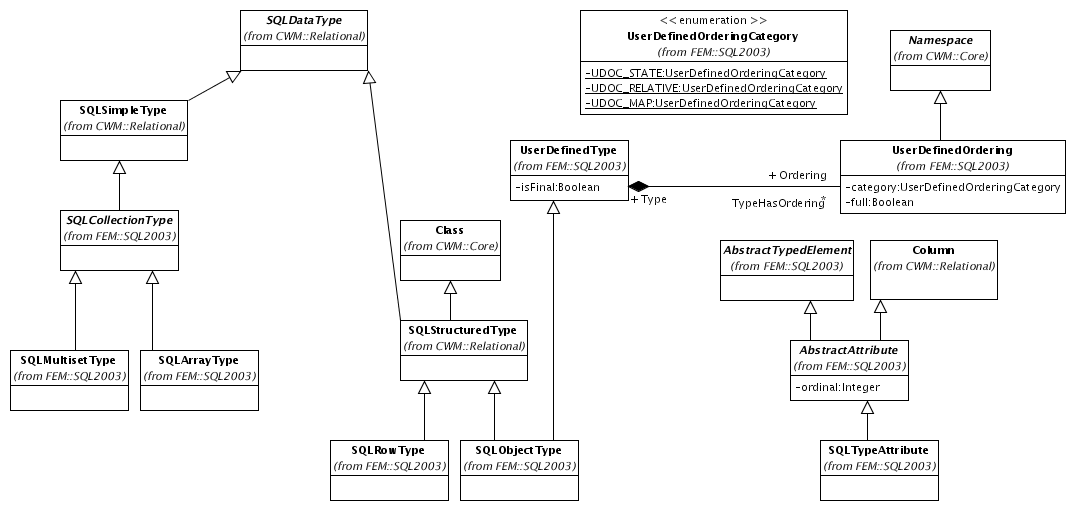 SQLDataType
(from CWM::Relational)
<< enumeration >>
UserDefinedOrderingCategory
(from FEM::SQL2003)
-UDOC_STATE:UserDefinedOrderingCategory
-UDOC_RELATIVE:UserDefinedOrderingCategory
-UDOC_MAP:UserDefinedOrderingCategory
Namespace
(from CWM::Core)
SQLSimpleType
(from CWM::Relational)
UserDefinedType
(from FEM::SQL2003)
-isFinal:Boolean
+ Type
+ Ordering
TypeHasOrdering
*
UserDefinedOrdering
(from FEM::SQL2003)
-category:UserDefinedOrderingCategory
-full:Boolean
SQLCollectionType
(from FEM::SQL2003)
Class
(from CWM::Core)
AbstractTypedElement
(from FEM::SQL2003)
Column
(from CWM::Relational)
SQLMultisetType
(from FEM::SQL2003)
SQLArrayType
(from FEM::SQL2003)
SQLStructuredType
(from CWM::Relational)
AbstractAttribute
(from FEM::SQL2003)
-ordinal:Integer
SQLRowType
(from FEM::SQL2003)
SQLObjectType
(from FEM::SQL2003)
SQLTypeAttribute
(from FEM::SQL2003)